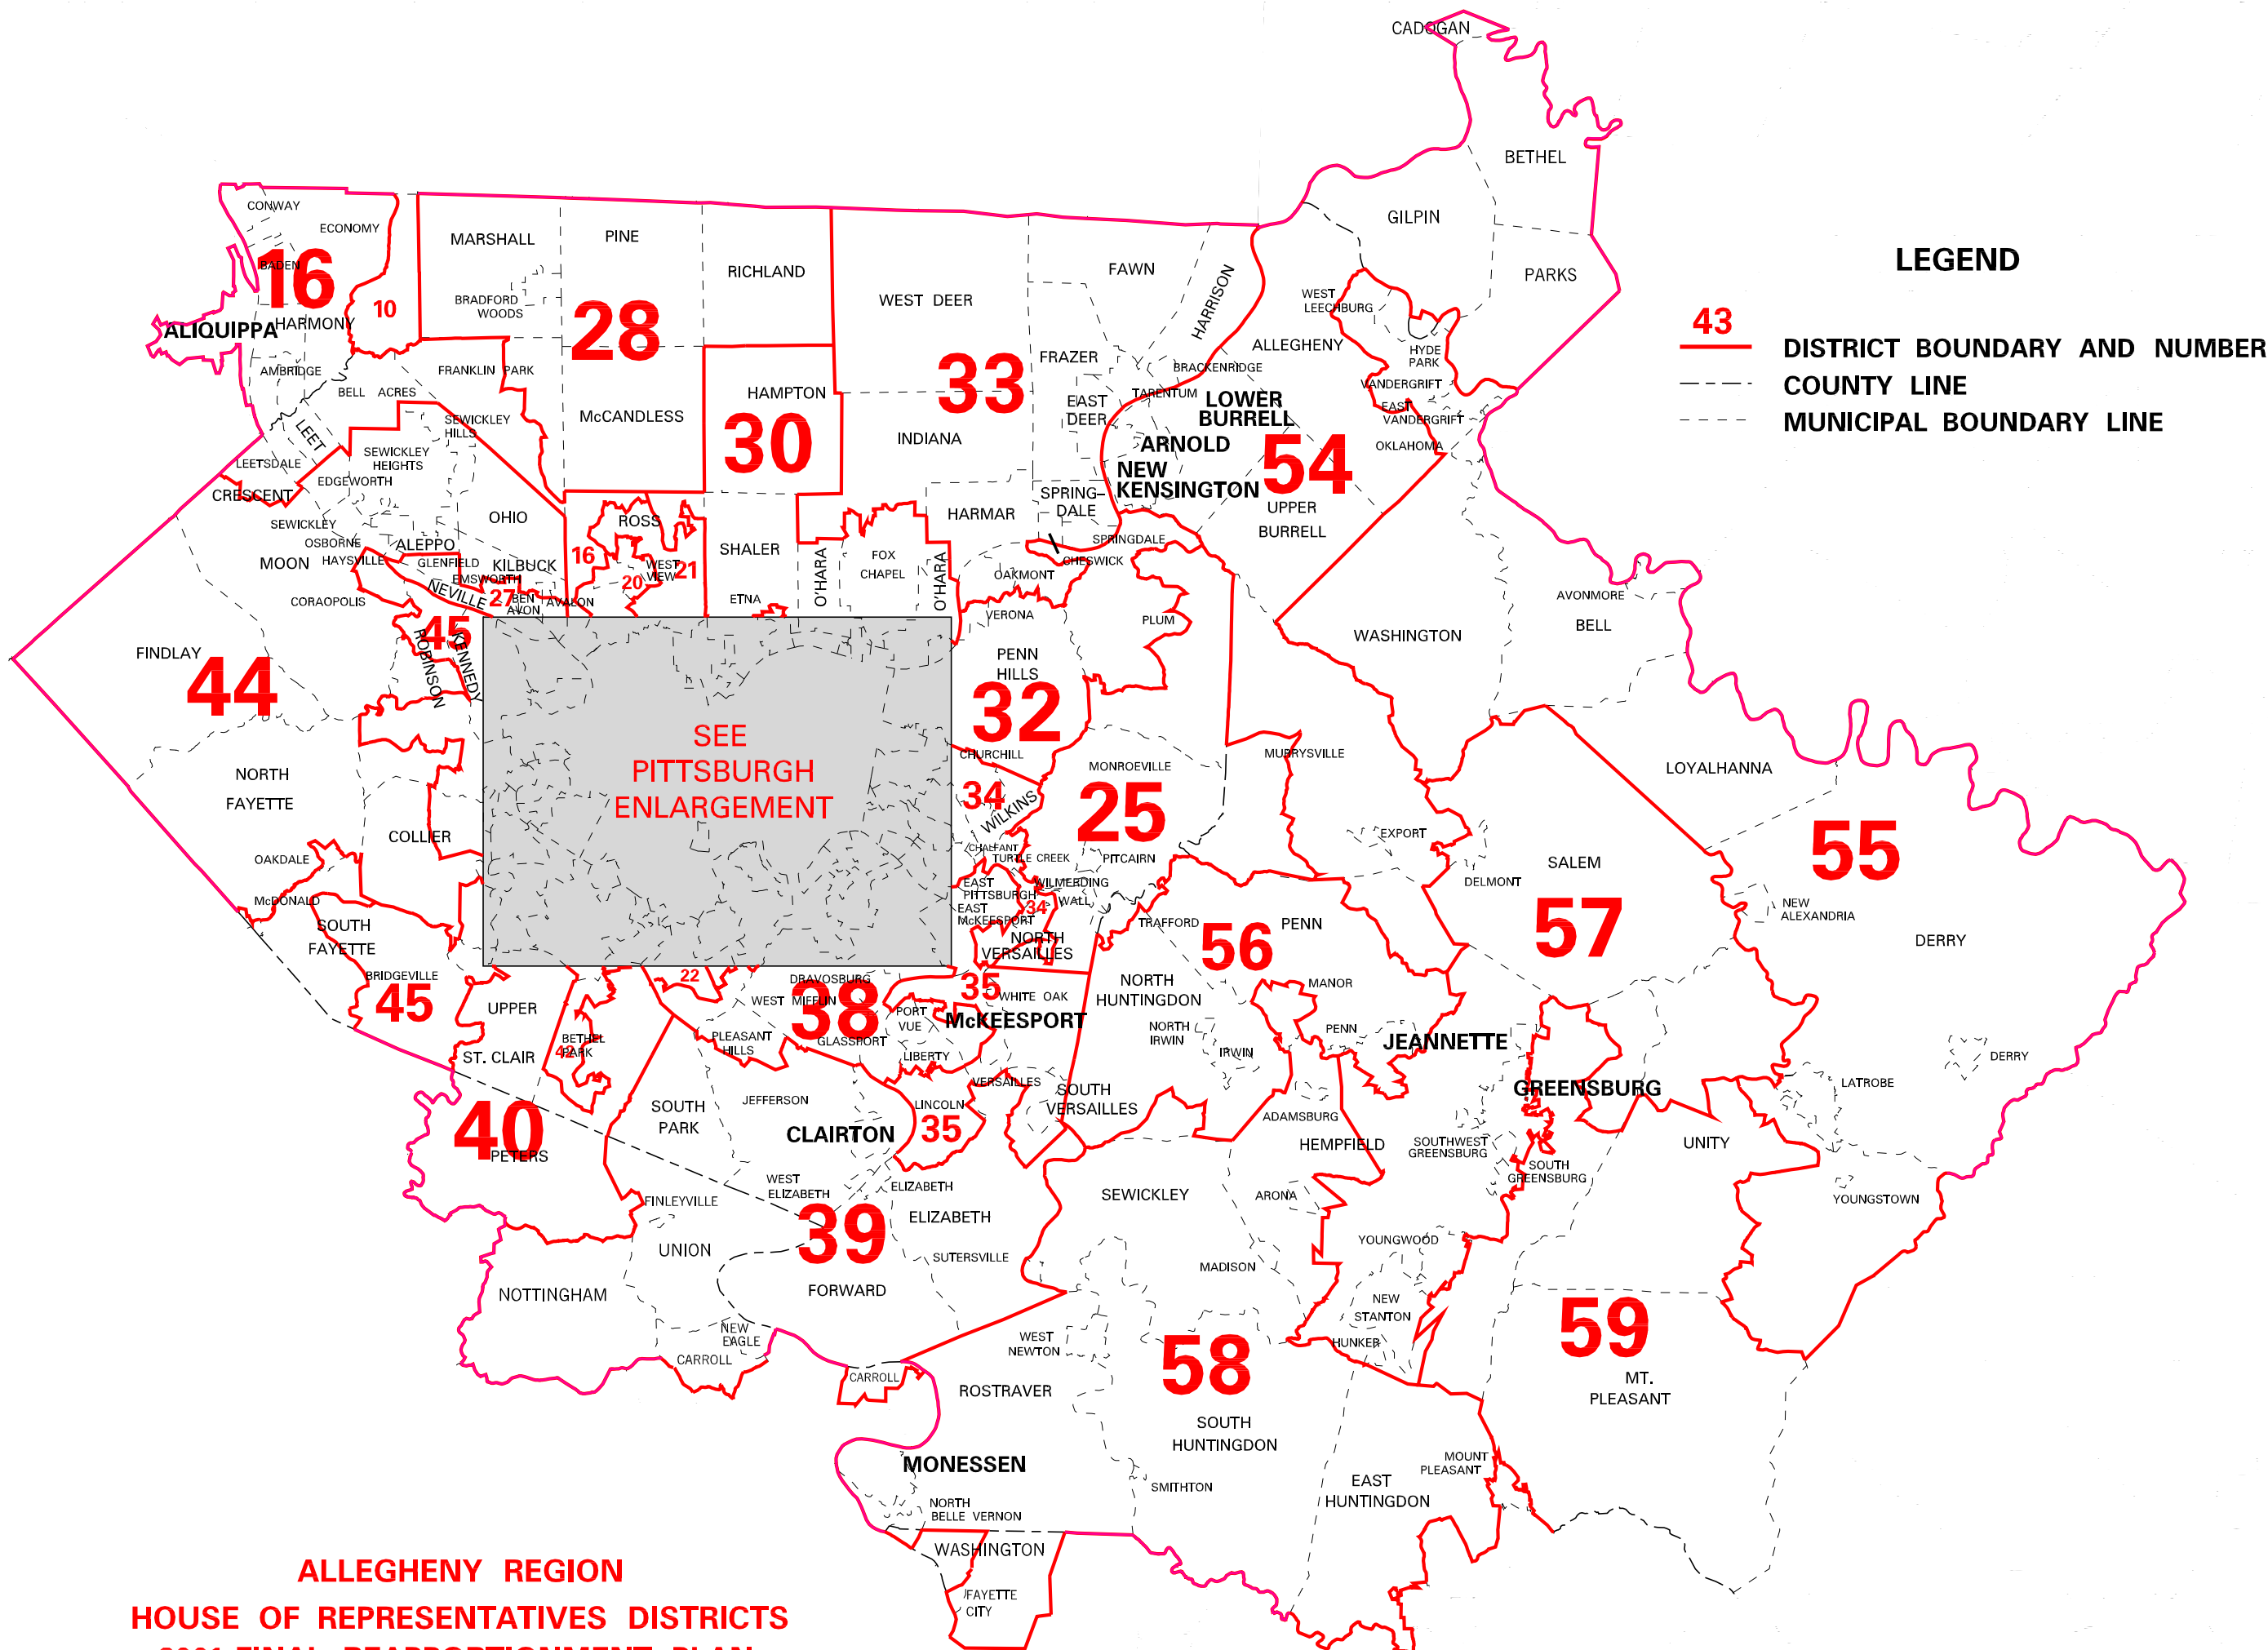 CADOGAN
BETHEL
GILPIN
PARKS
CONWAY
ECONOMY
BADEN
16
10
HARMONY
ALIQUIPPA
AMBRIDGE
MARSHALL
PINE
BRADFORD
WOODS
28
RICHLAND
WEST DEER
FAWN
HARRISON
WEST
LEECHBURG
ALLEGHENY
HYDE
PARK
VANDERGRIFT
EAST
VANDERGRIFT
OKLAHOMA
LEGEND
43
DISTRICT BOUNDARY AND NUMBER
COUNTY LINE
MUNICIPAL BOUNDARY LINE
BELL ACRES
FRANKLIN PARK
McCANDLESS
HAMPTON
30
33
FRAZER
BRACKENRIDGE
TARENTUM
EAST
DEER
INDIANA
LOWER
BURRELL
ARNOLD
NEW
KENSINGTON
54
UPPER
BURRELL
LEET
LEETSDALE
CRESCENT
SEWICKLEY
HILLS
SEWICKLEY
HEIGHTS
EDGEWORTH
SEWICKLEY
OSBORNE
HAYSVILLE
ALEPPO
GLENFIELD
OHIO
KILBUCK
EMSWORTH
27
BEN
AVON
AVALON
NEVILLE
MOON
CORAOPOLIS
ROSS
16
20
WEST
VIEW
21
SHALER
ETNA
O'HARA
FOX
CHAPEL
O'HARA
HARMAR
SPRING–
DALE
SPRINGDALE
CHESWICK
OAKMONT
VERONA
PLUM
PENN
HILLS
32
FINDLAY
44
45
ROBINSON
KENNEDY
WASHINGTON
AVONMORE
BELL
SEE
PITTSBURGH
ENLARGEMENT
NORTH
FAYETTE
COLLIER
OAKDALE
McDONALD
SOUTH
FAYETTE
BRIDGEVILLE
45
CHURCHILL
34
WILKINS
MONROEVILLE
25
CHALFANT
TURTLE CREEK
PITCAIRN
EAST
PITTSBURGH
WILMERDING
WALL
34
EAST
McKEESPORT
NORTH
VERSAILLES
MURRYSVILLE
EXPORT
DELMONT
SALEM
57
LOYALHANNA
55
NEW
ALEXANDRIA
DERRY
TRAFFORD
56
PENN
MANOR
NORTH
HUNTINGDON
NORTH
IRWIN
IRWIN
PENN
JEANNETTE
GREENSBURG
DERRY
LATROBE
UPPER
ST. CLAIR
BETHEL
PARK
42
22
DRAVOSBURG
WEST MIFFLIN
38
PLEASANT
HILLS
GLASSPORT
PORT
VUE
LIBERTY
35
WHITE OAK
McKEESPORT
VERSAILLES
SOUTH
VERSAILLES
LINCOLN
35
40
PETERS
SOUTH
PARK
JEFFERSON
CLAIRTON
WEST
ELIZABETH
ELIZABETH
ELIZABETH
39
SUTERSVILLE
FORWARD
FINLEYVILLE
UNION
NOTTINGHAM
NEW
EAGLE
CARROLL
CARROLL
ADAMSBURG
HEMPFIELD
SOUTHWEST
GREENSBURG
SOUTH
GREENSBURG
UNITY
YOUNGSTOWN
SEWICKLEY
ARONA
MADISON
YOUNGWOOD
NEW
STANTON
HUNKER
59
MT.
PLEASANT
WEST
NEWTON
ROSTRAVER
58
SOUTH
HUNTINGDON
SMITHTON
EAST
HUNTINGDON
MOUNT
PLEASANT
MONESSEN
NORTH
BELLE VERNON
WASHINGTON
FAYETTE
CITY
ALLEGHENY REGION
HOUSE OF REPRESENTATIVES DISTRICTS
2001 FINAL REAPPORTIONMENT PLAN